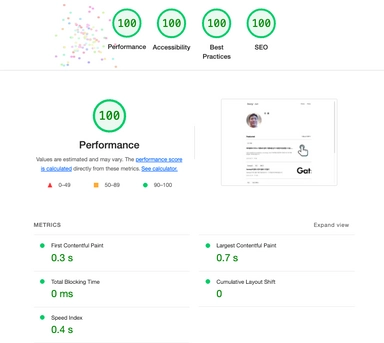 100
100
100
100
Performance
Accessibility
Best
Practices
SEO
100
Performance
Values are estimated and may vary. The performance score
is calculated directly from these metrics. See calculator.
0–49
50–89
90–100
METRICS
Expand view
First Contentful Paint
0.3 s
Largest Contentful Paint
0.7 s
Total Blocking Time
0 ms
Cumulative Layout Shift
0
Speed Index
0.4 s